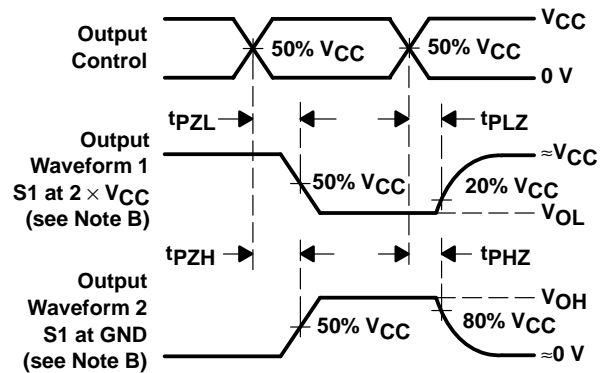 VCC
Output
Control
50% VCC
50% VCC
0 V
tPZL
tPLZ
Output
Waveform 1
S1 at 2 × VCC
(see Note B)
50% VCC
≈VCC
20% VCC
VOL
tPZH
tPHZ
Output
Waveform 2
S1 at GND
(see Note B)
50% VCC
VOH
80% VCC
≈0 V